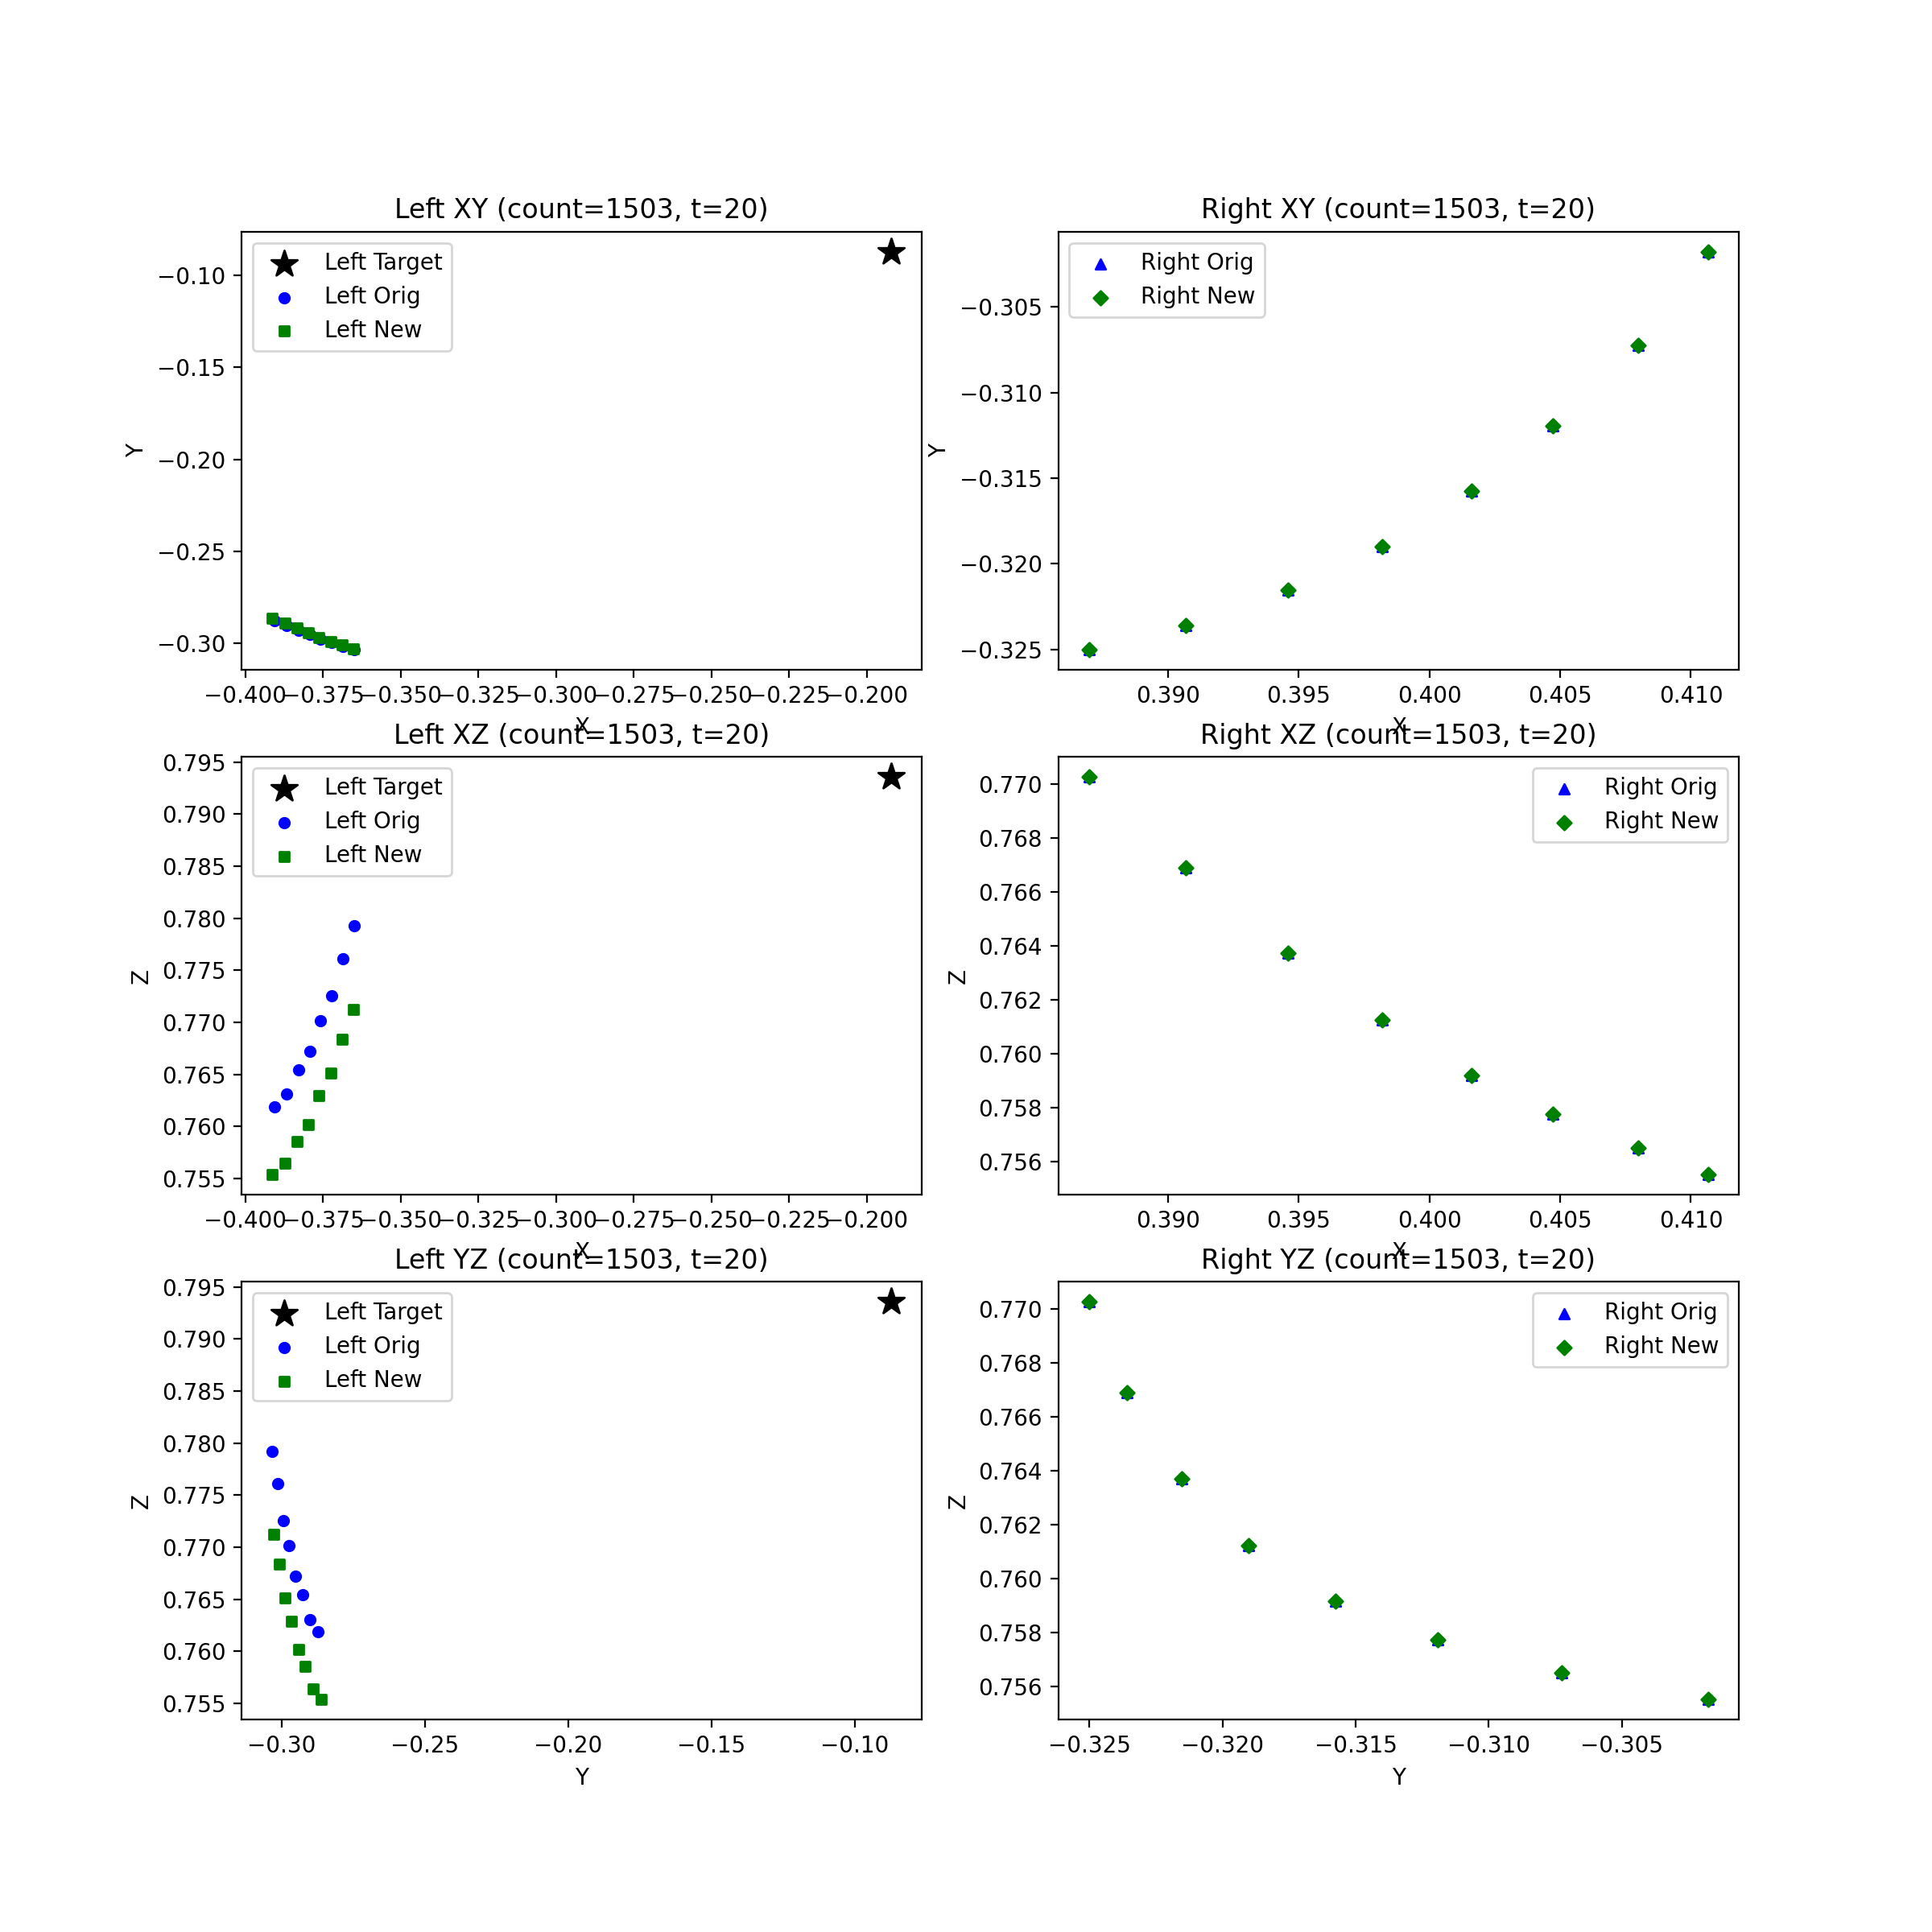 Left XY (count=1503, t=20)
Left Target
Left Orig
Left New
−0.10
−0.15
−0.20
−0.25
−0.30
Y
−0.400 −0.375 −0.350 −0.325 −0.300 −0.275 −0.250 −0.225 −0.200
X
Right XY (count=1503, t=20)
Right Orig
Right New
−0.305
−0.310
−0.315
−0.320
−0.325
Y
0.390 0.395 0.400 0.405 0.410
X
Left XZ (count=1503, t=20)
Left Target
Left Orig
Left New
0.795
0.790
0.785
0.780
0.775
0.770
0.765
0.760
0.755
Z
−0.400 −0.375 −0.350 −0.325 −0.300 −0.275 −0.250 −0.225 −0.200
X
Right XZ (count=1503, t=20)
Right Orig
Right New
0.770
0.768
0.766
0.764
0.762
0.760
0.758
0.756
Z
0.390 0.395 0.400 0.405 0.410
X
Left YZ (count=1503, t=20)
Left Target
Left Orig
Left New
0.795
0.790
0.785
0.780
0.775
0.770
0.765
0.760
0.755
Z
−0.30 −0.25 −0.20 −0.15 −0.10
Y
Right YZ (count=1503, t=20)
Right Orig
Right New
0.770
0.768
0.766
0.764
0.762
0.760
0.758
0.756
Z
−0.325 −0.320 −0.315 −0.310 −0.305
Y